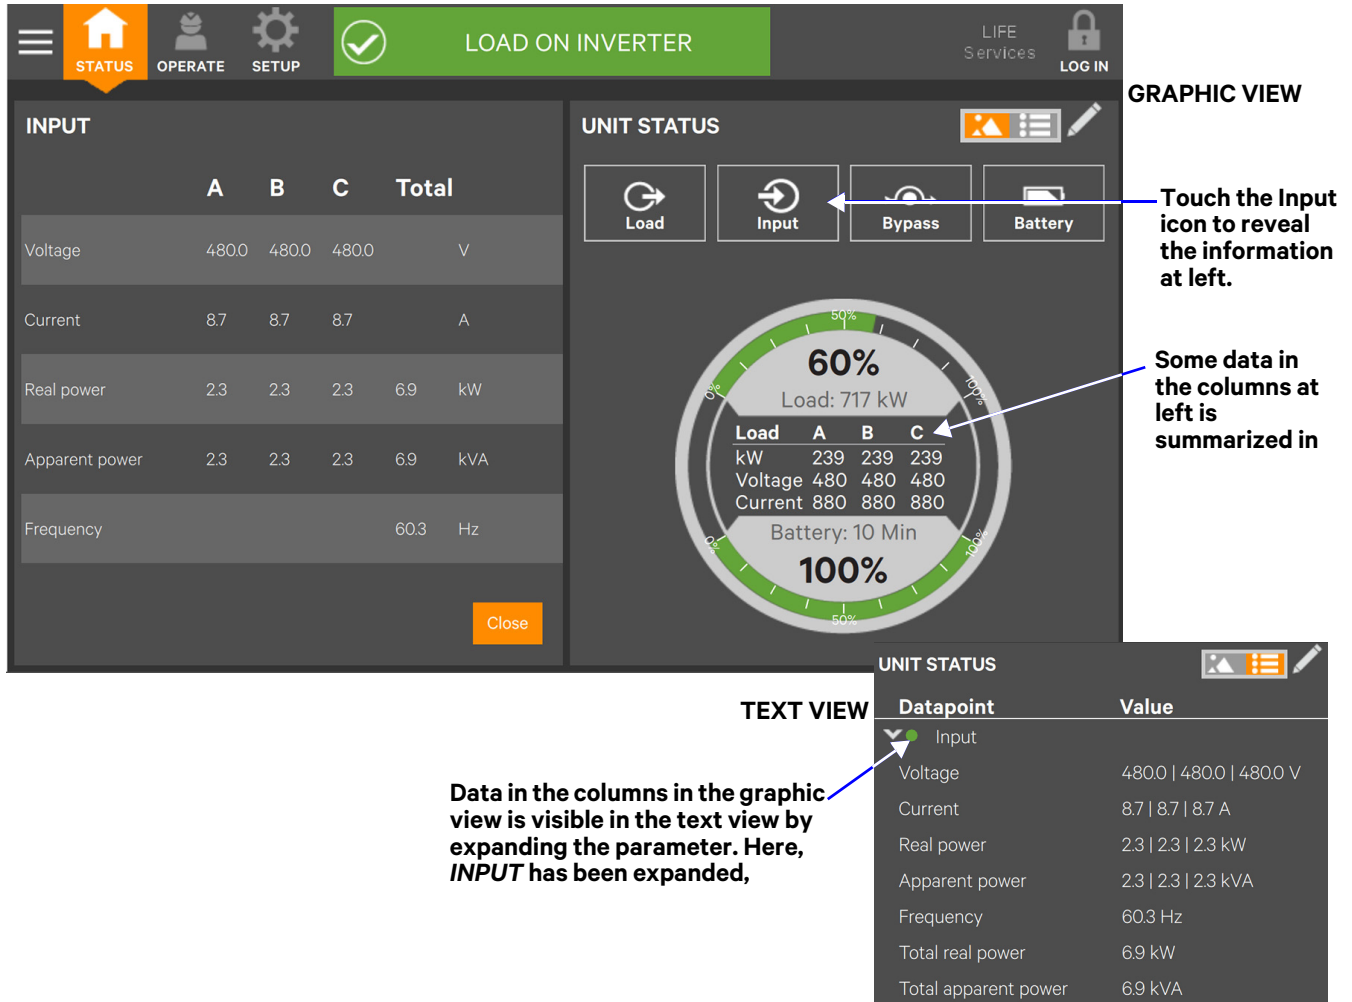 STATUS
OPERATE
SETUP
LOAD ON INVERTER
LIFE
Services
LOG IN
GRAPHIC VIEW
INPUT
A B C Total
Voltage 480.0 480.0 480.0 V
Current 8.7 8.7 8.7 A
Real power 2.3 2.3 2.3 6.9 kW
Apparent power 2.3 2.3 2.3 6.9 kVA
Frequency 60.3 Hz
Close
UNIT STATUS
Load
Input
Bypass
Battery
Touch the Input
icon to reveal
the information
at left.
0% 50% 100%
60%
Load: 717 kW
Load A B C
kW 239 239 239
Voltage 480 480 480
Current 880 880 880
Battery: 10 Min
100%
0% 50% 100%
Some data in
the columns at
left is
summarized in
TEXT VIEW
Data in the columns in the graphic
view is visible in the text view by
expanding the parameter. Here,
INPUT has been expanded,
UNIT STATUS
Datapoint Value
Input
Voltage 480.0 | 480.0 | 480.0 V
Current 8.7 | 8.7 | 8.7 A
Real power 2.3 | 2.3 | 2.3 kW
Apparent power 2.3 | 2.3 | 2.3 kVA
Frequency 60.3 Hz
Total real power 6.9 kW
Total apparent power 6.9 kVA